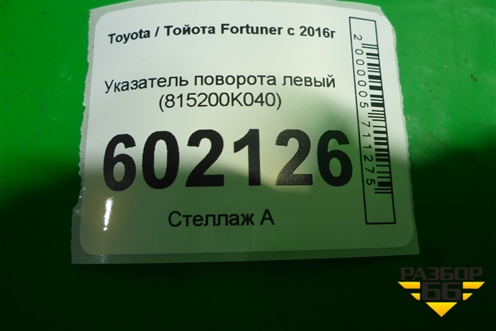 Toyota / Тойота Fortuner с 2016г
Указатель поворота левый
(815200K040)
602126
Стеллаж А
2000005711275
РАЗБОР
66